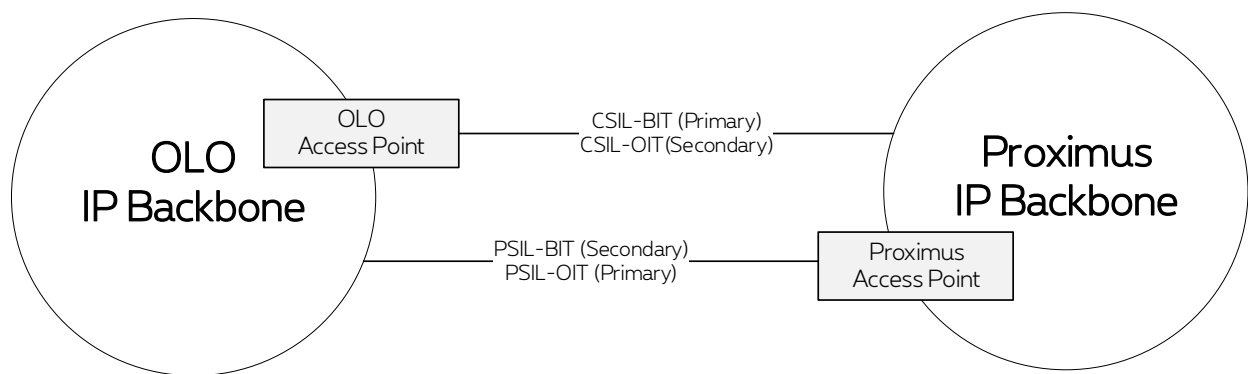 OLO
IP Backbone
OLO
Access Point
CSIL-BIT (Primary)
CSIL-OIT(Secondary)
Proximus
IP Backbone
PSIL-BIT (Secondary)
PSIL-OIT (Primary)
Proximus
Access Point